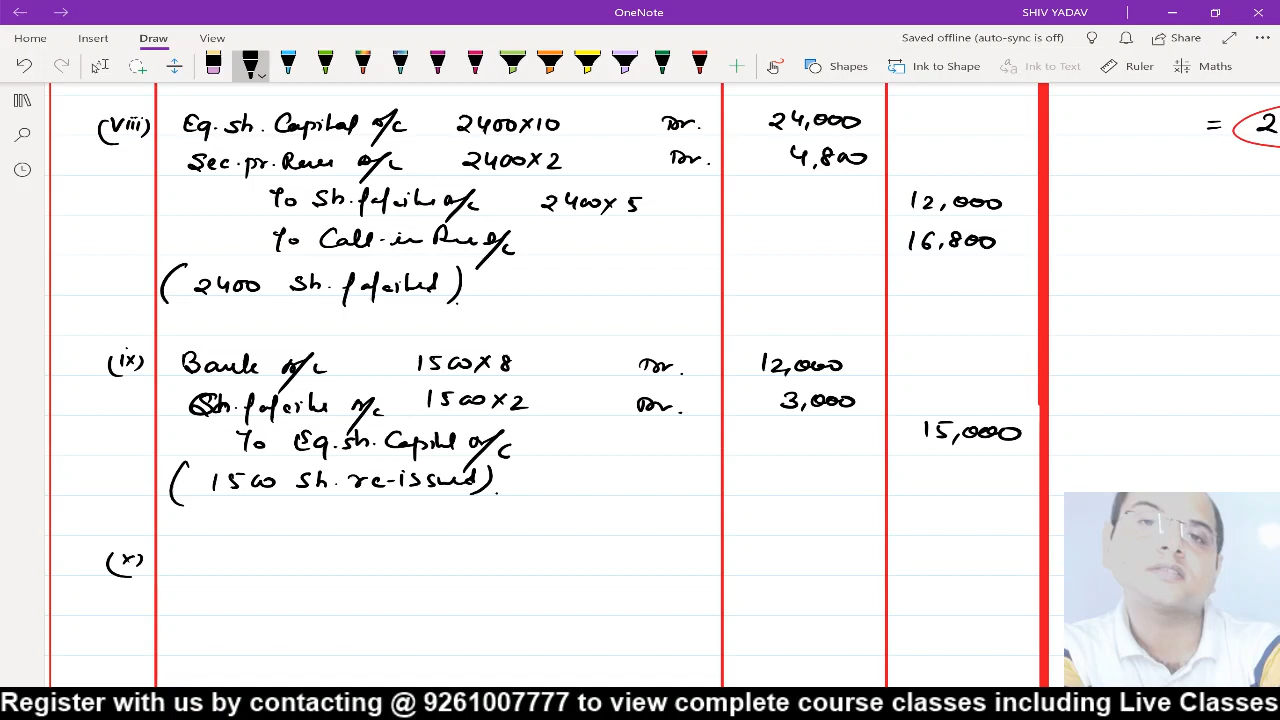 OneNote
SHIV YADAV
Home Insert Draw View
Saved offline (auto-sync is off)
Share
Shapes
Ink to Shape
Ink to Text
Ruler
Maths
(viii) Eq. sh. Capital a/c 2400×10 Dr. 24,000
= 2
Sec. pr. Reser a/c 2400×2 Dr. 4,800
To Sh. forfeite a/c 2400×5 12,000
To Call-in Arre a/c 16,800
(2400 sh. forfeited).
(ix) Bank a/c 1500×8 Dr. 12,000
Sh. forfeite a/c 1500×2 Dr. 3,000
To Eq. sh. Capital a/c 15,000
(1500 sh. re-issued).
(x)
Register with us by contacting @ 9261007777 to view complete course classes including Live Classes